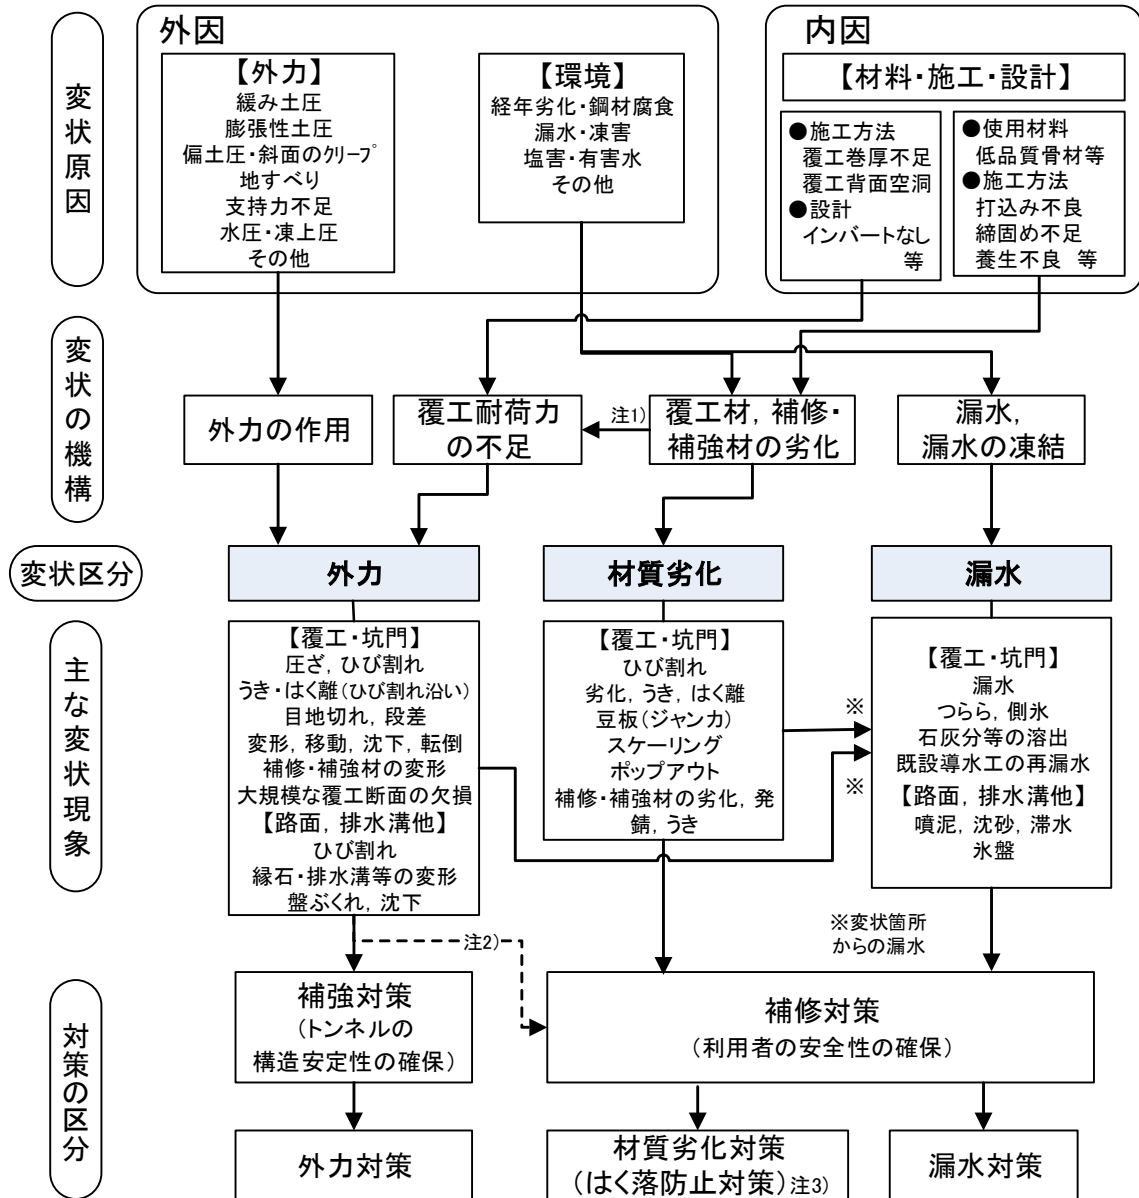 変状原因
外因
【外力】
緩み土圧
膨張性土圧
偏土圧・斜面のｸﾘｰﾌﾟ
地すべり
支持力不足
水圧・凍上圧
その他
【環境】
経年劣化・鋼材腐食
漏水・凍害
塩害・有害水
その他
内因
【材料・施工・設計】
●施工方法
覆工巻厚不足
覆工背面空洞
●設計
インバートなし
等
●使用材料
低品質骨材等
●施工方法
打込み不良
締固め不足
養生不良 等
変状の機構
外力の作用
覆工耐荷力
の不足
注1)
覆工材，補修・
補強材の劣化
漏水，
漏水の凍結
変状区分
外力
材質劣化
漏水
主な変状現象
【覆工・坑門】
圧ざ，ひび割れ
うき・はく離（ひび割れ沿い）
目地切れ，段差
変形，移動，沈下，転倒
補修・補強材の変形
大規模な覆工断面の欠損
【路面，排水溝他】
ひび割れ
縁石・排水溝等の変形
盤ぶくれ，沈下
【覆工・坑門】
ひび割れ
劣化，うき，はく離
豆板（ジャンカ）
スケーリング
ポップアウト
補修・補強材の劣化，発
錆，うき
※
※
【覆工・坑門】
漏水
つらら，側氷
石灰分等の溶出
既設導水工の再漏水
【路面，排水溝他】
噴泥，沈砂，滞水
氷盤
※変状箇所
からの漏水
注2)
対策の区分
補強対策
（トンネルの
構造安定性の確保）
補修対策
（利用者の安全性の確保）
外力対策
材質劣化対策
（はく落防止対策）注3)
漏水対策